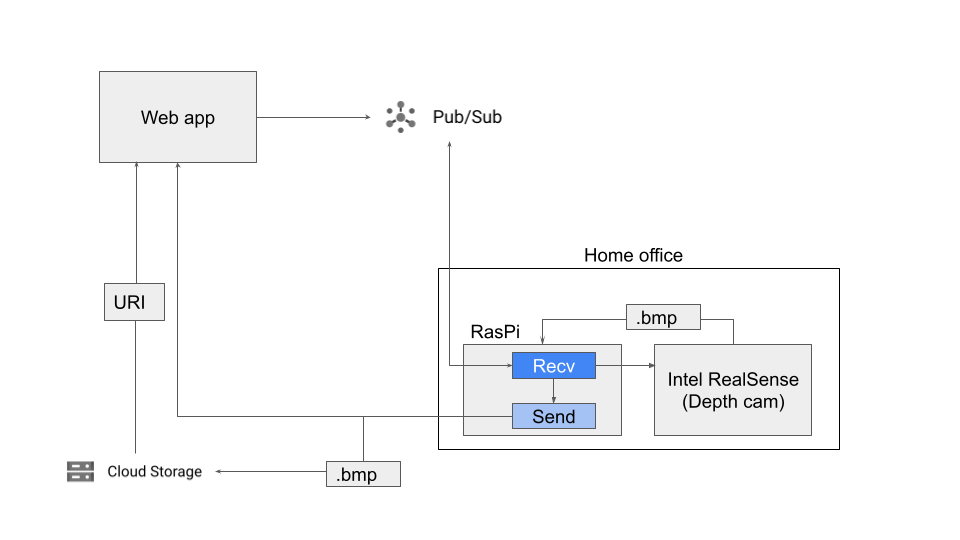 Web app
Pub/Sub
Home office
URI
.bmp
RasPi
Recv
Intel RealSense
(Depth cam)
Send
Cloud Storage
.bmp